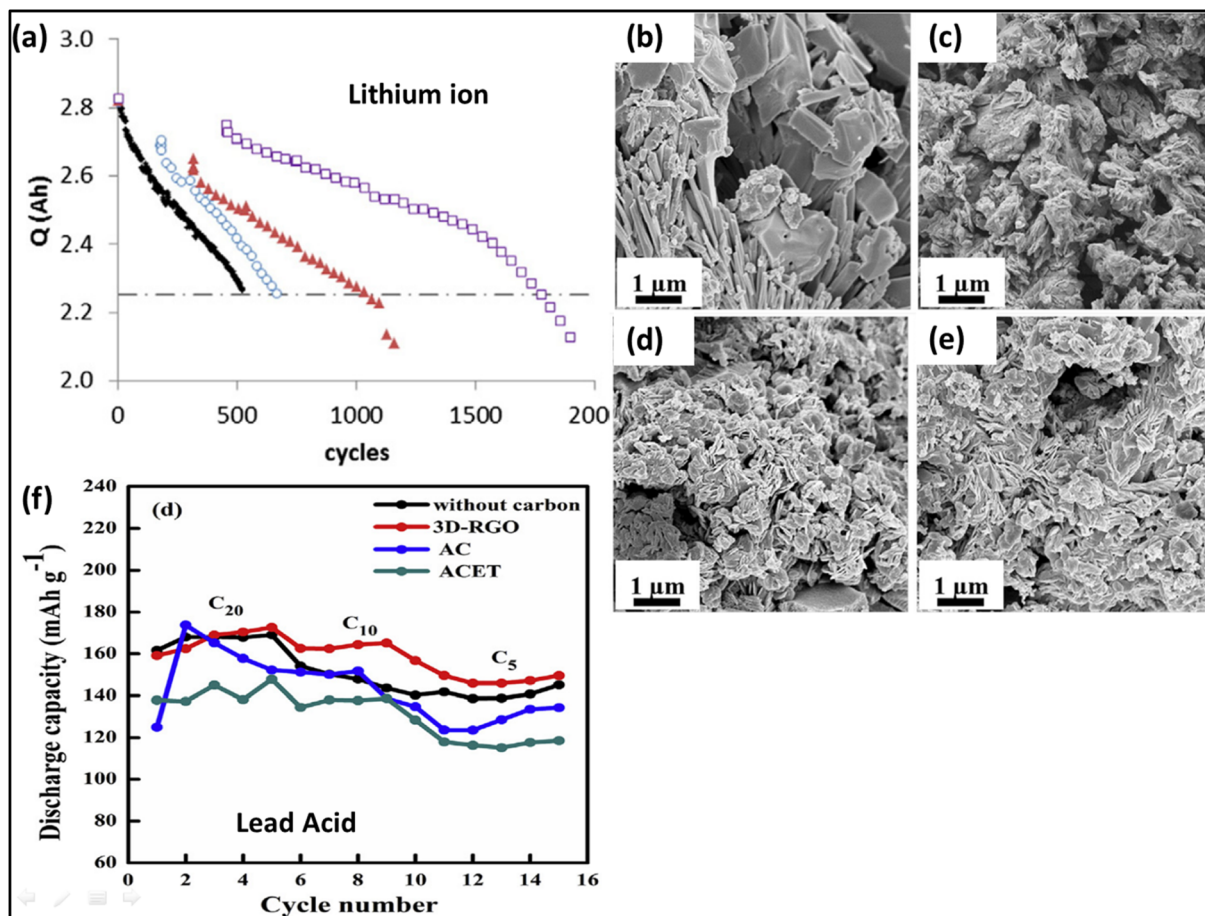 (a)
3.0
2.8
2.6
2.4
2.2
2.0
Q (Ah)
Lithium ion
0 500 1000 1500 2000
cycles
(b)
1 μm
(c)
1 μm
(d)
1 μm
(e)
1 μm
(f)
(d)
240
220
200
180
160
140
120
100
80
60
Discharge capacity (mAh g⁻¹)
without carbon
3D-RGO
AC
ACET
C₂₀
C₁₀
C₅
Lead Acid
0 2 4 6 8 10 12 14 16
Cycle number